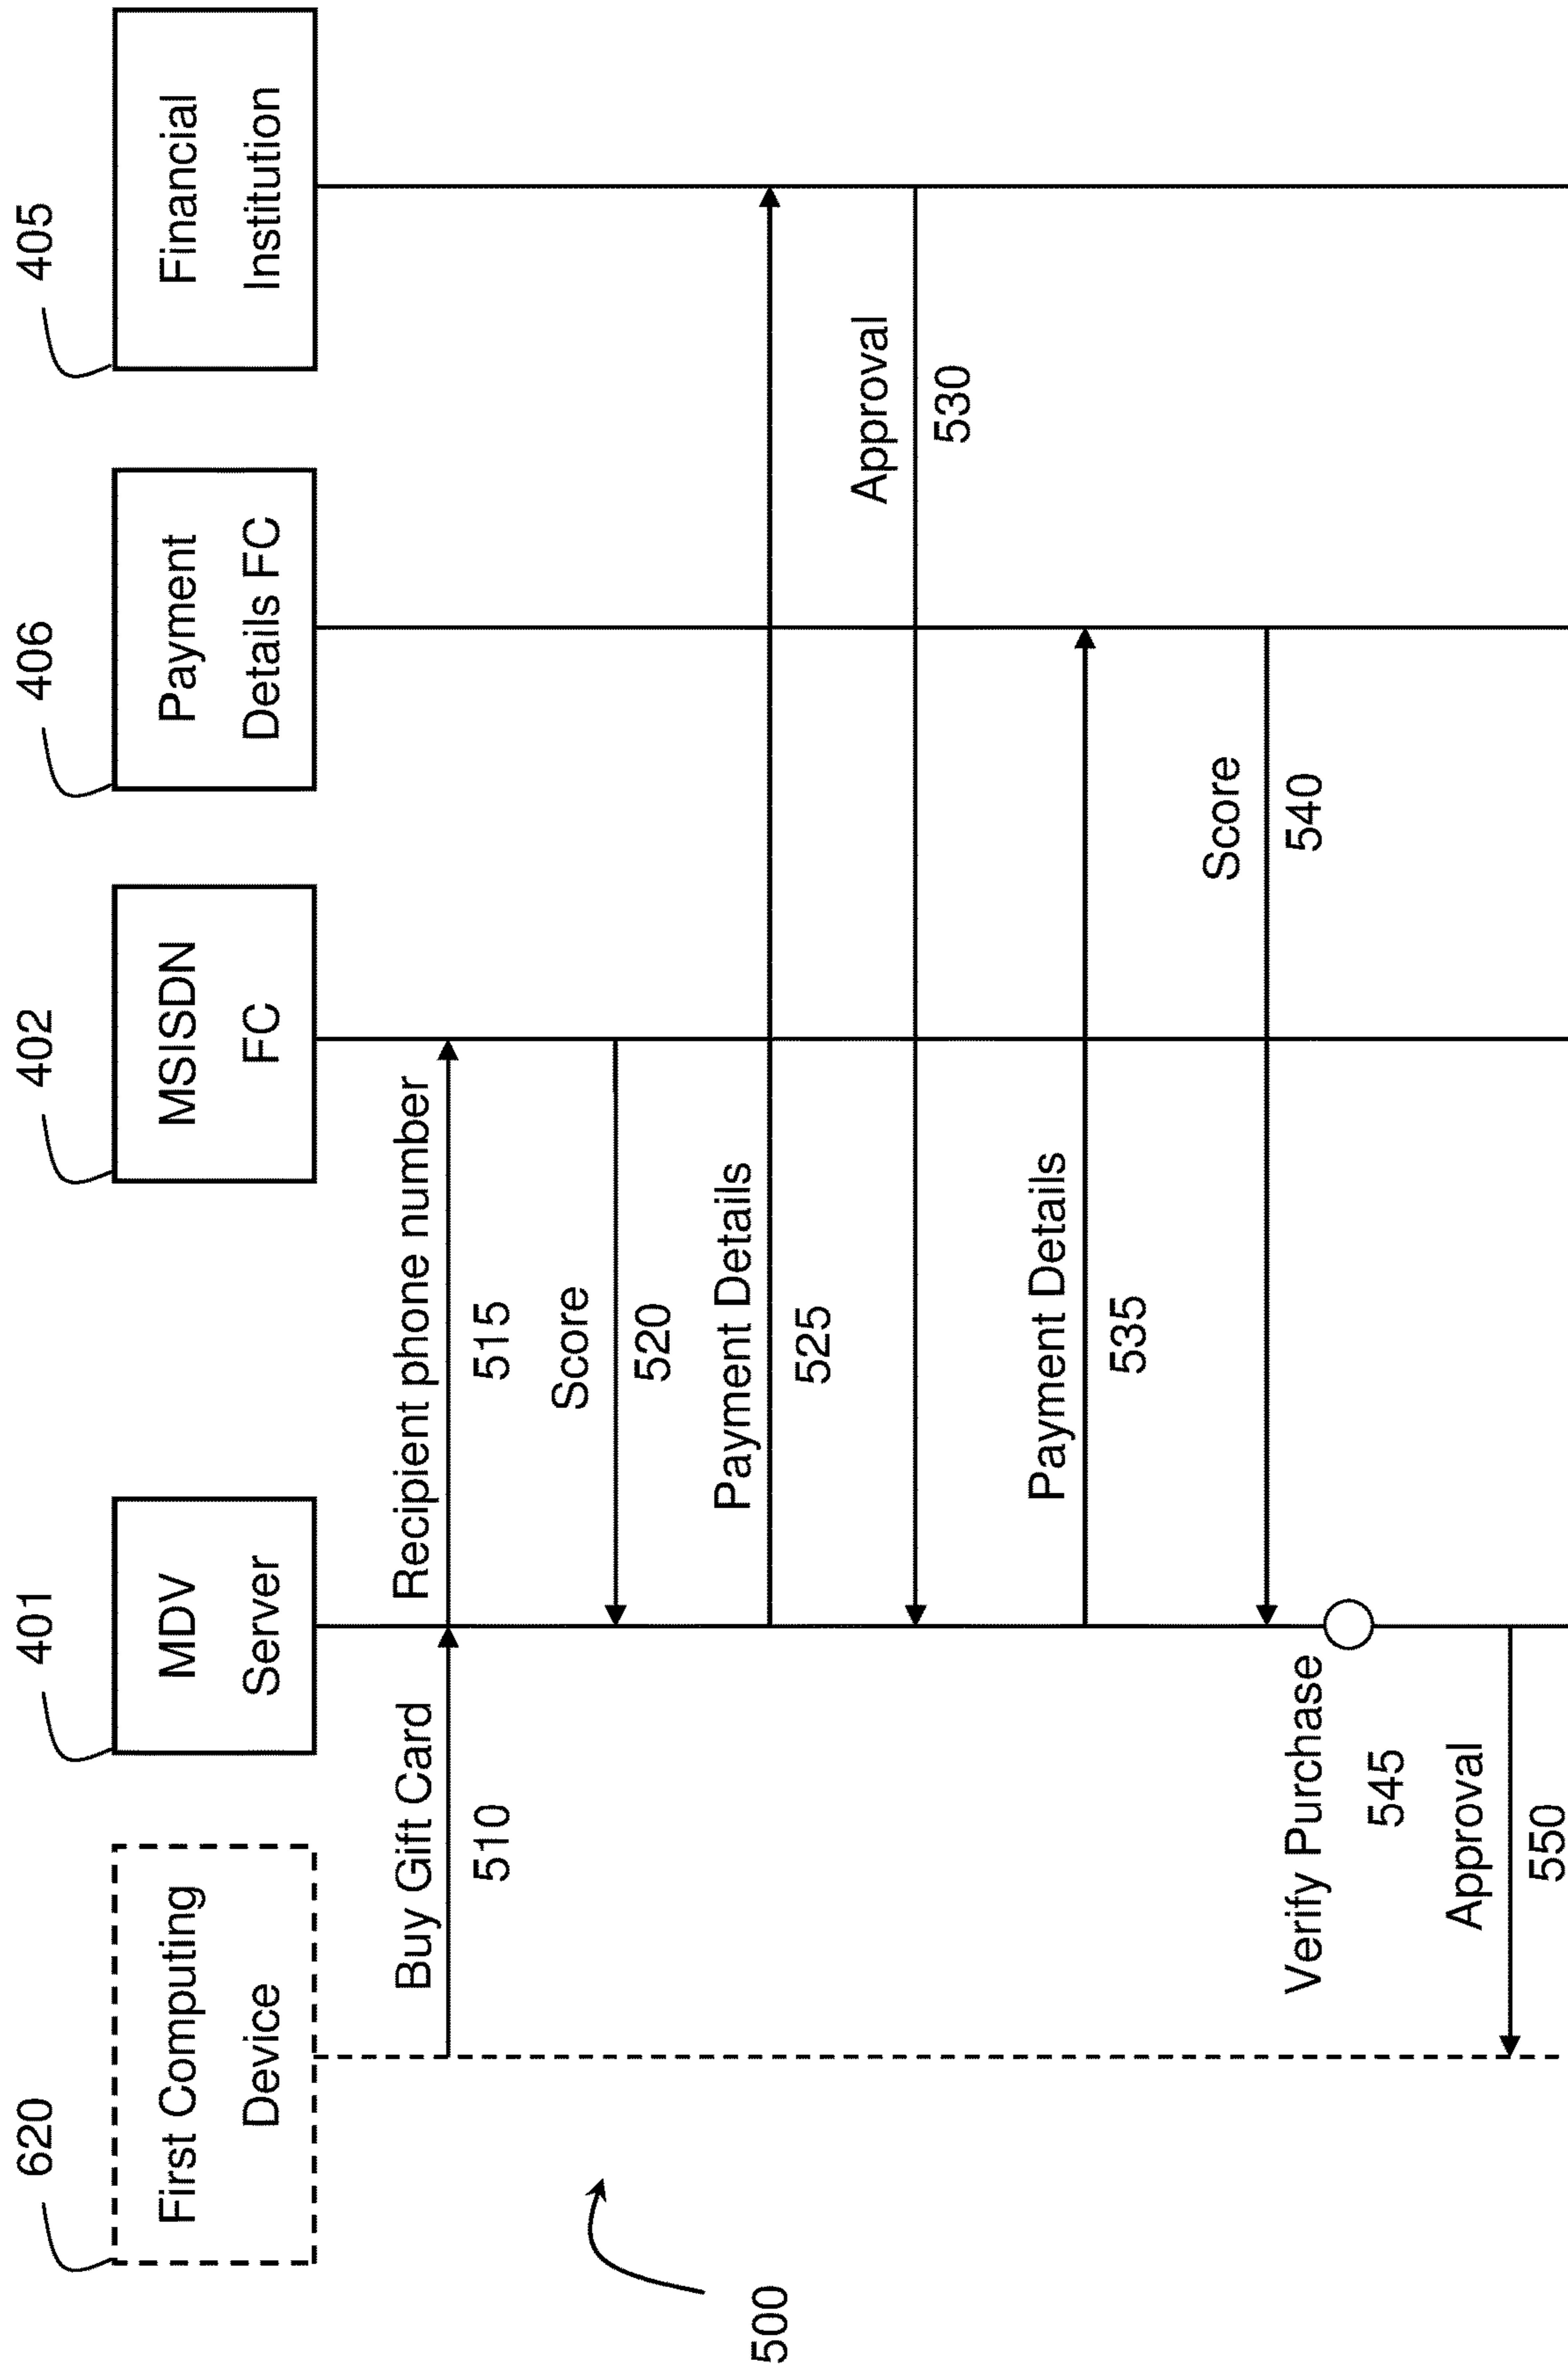 620
401
402
406
405
First Computing
Device
MDV
Server
MSISDN
FC
Payment
Details FC
Financial
Institution
Buy Gift Card
510
Recipient phone number
515
Score
520
Payment Details
525
Approval
530
Payment Details
535
Score
540
Verify Purchase
545
Approval
550
500